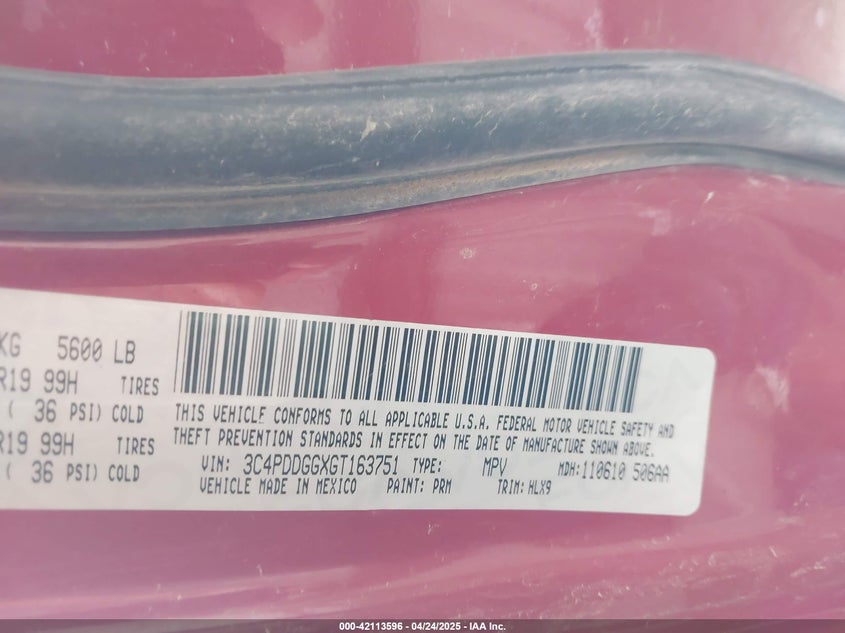 KG 5600 LB
R19 99H TIRES
( 36 PSI) COLD
R19 99H TIRES
( 36 PSI) COLD
THIS VEHICLE CONFORMS TO ALL APPLICABLE U.S.A. FEDERAL MOTOR VEHICLE SAFETY AND
THEFT PREVENTION STANDARDS IN EFFECT ON THE DATE OF MANUFACTURE SHOWN ABOVE.
VIN: 3C4PDDGGXGT163751 TYPE: MPV MDH:110610 506AA
VEHICLE MADE IN MEXICO PAINT: PRM TRIM: HLX9
000-42113596 - 04/24/2025 - IAA Inc.